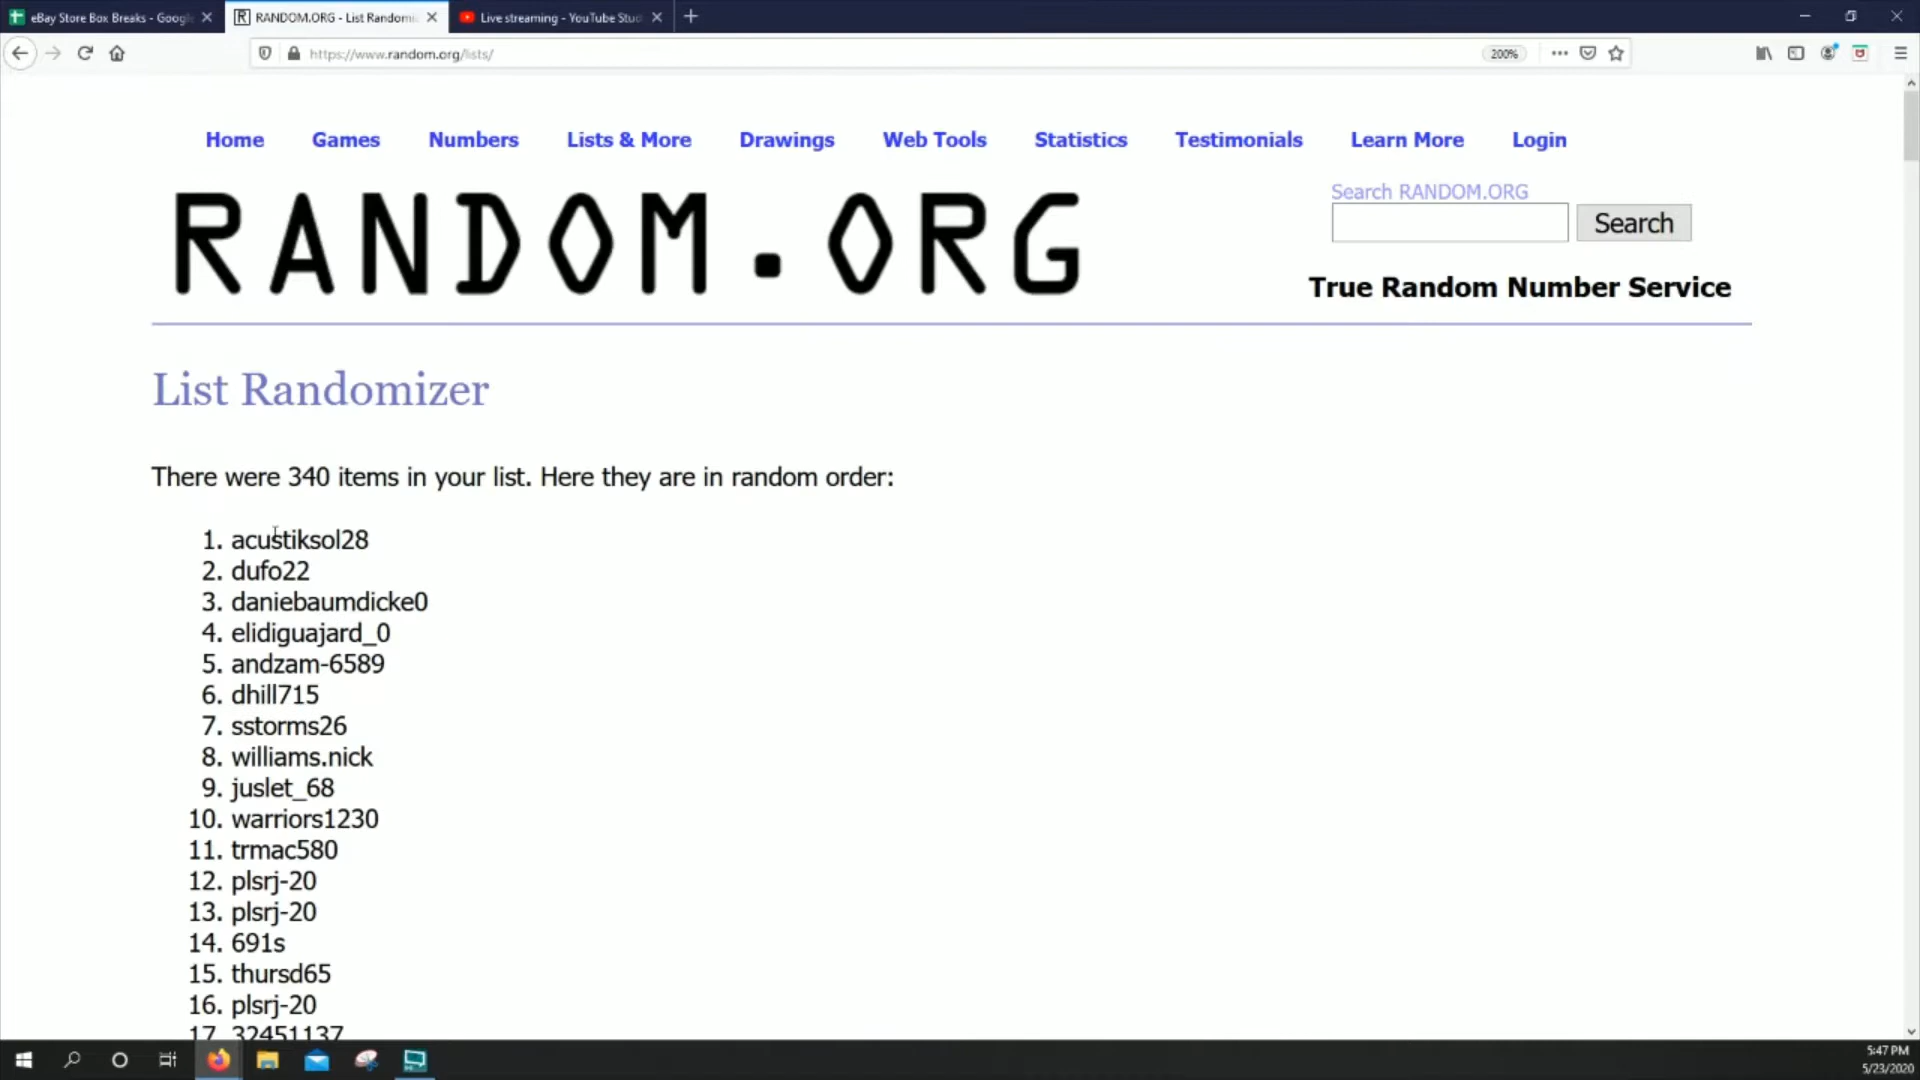 eBay Store Box Breaks - Googl
RANDOM.ORG - List Randomi
Live streaming - YouTube Stud
https://www.random.org/lists/
200%
Home Games Numbers Lists & More Drawings Web Tools Statistics Testimonials Learn More Login
RANDOM.ORG
Search RANDOM.ORG
Search
True Random Number Service
List Randomizer
There were 340 items in your list. Here they are in random order:
1. acustiksol28
2. dufo22
3. daniebaumdicke0
4. elidiguajard_0
5. andzam-6589
6. dhill715
7. sstorms26
8. williams.nick
9. juslet_68
10. warriors1230
11. trmac580
12. plsrj-20
13. plsrj-20
14. 691s
15. thursd65
16. plsrj-20
17. 32451137
5:47 PM
5/23/2020